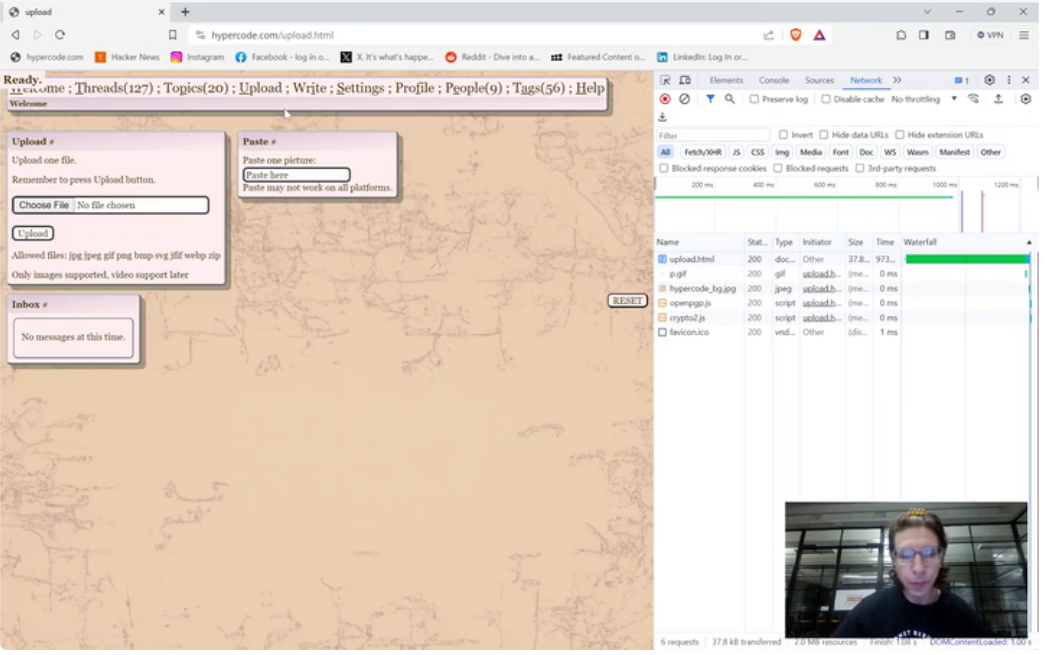 upload
hypercode.com/upload.html
VPN
hypercode.com
Hacker News
Instagram
Facebook - log in o...
X. It's what's happe...
Reddit - Dive into a...
Featured Content o...
LinkedIn: Log In or...
Ready.
Welcome ; Threads(127) ; Topics(20) ; Upload ; Write ; Settings ; Profile ; People(9) ; Tags(56) ; Help
Welcome
Upload #
Upload one file.
Remember to press Upload button.
Choose File No file chosen
Upload
Allowed files: jpg jpeg gif png bmp svg jfif webp zip
Only images supported, video support later
Paste #
Paste one picture:
Paste here
Paste may not work on all platforms.
Inbox #
No messages at this time.
RESET
Elements Console Sources Network 1
Preserve log Disable cache No throttling
Filter Invert Hide data URLs Hide extension URLs
All Fetch/XHR JS CSS Img Media Font Doc WS Wasm Manifest Other
Blocked response cookies Blocked requests 3rd-party requests
200 ms 400 ms 600 ms 800 ms 1000 ms 1200 ms
Name Stat... Type Initiator Size Time Waterfall
upload.html 200 doc... Other 37.8... 973...
p.gif 200 gif upload.h... (me... 0 ms
hypercode_bg.jpg 200 jpeg upload.h... (me... 0 ms
openpgp.js 200 script upload.h... (me... 0 ms
crypto2.js 200 script upload.h... (me... 0 ms
favicon.ico 200 vnd... Other (dis... 1 ms
6 requests 37.8 kB transferred 2.0 MB resources Finish: 1.08 s DOMContentLoaded: 1.00 s